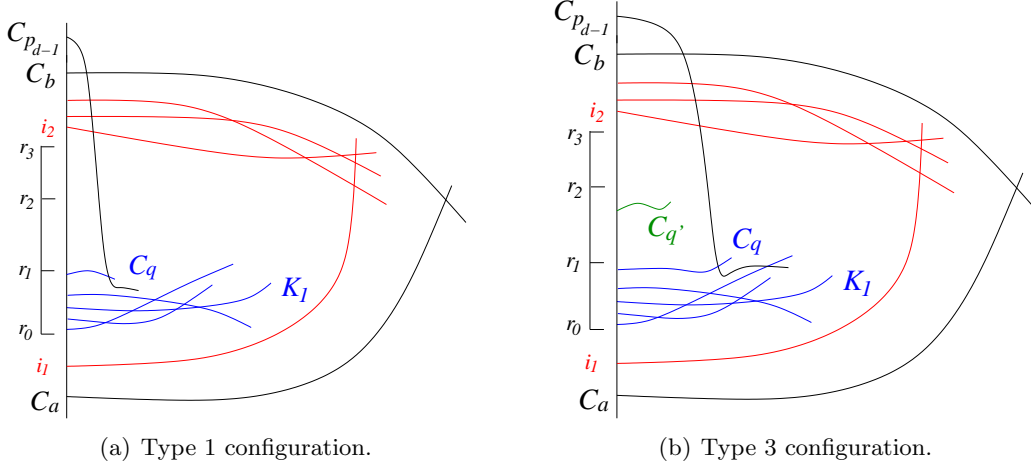 C_{p_{d-1}}
C_b
i_2
r_3
r_2
r_1
r_0
C_q
K_1
i_1
C_a
(a) Type 1 configuration.
C_{p_{d-1}}
C_b
i_2
r_3
r_2
r_1
r_0
C_{q'}
C_q
K_1
i_1
C_a
(b) Type 3 configuration.